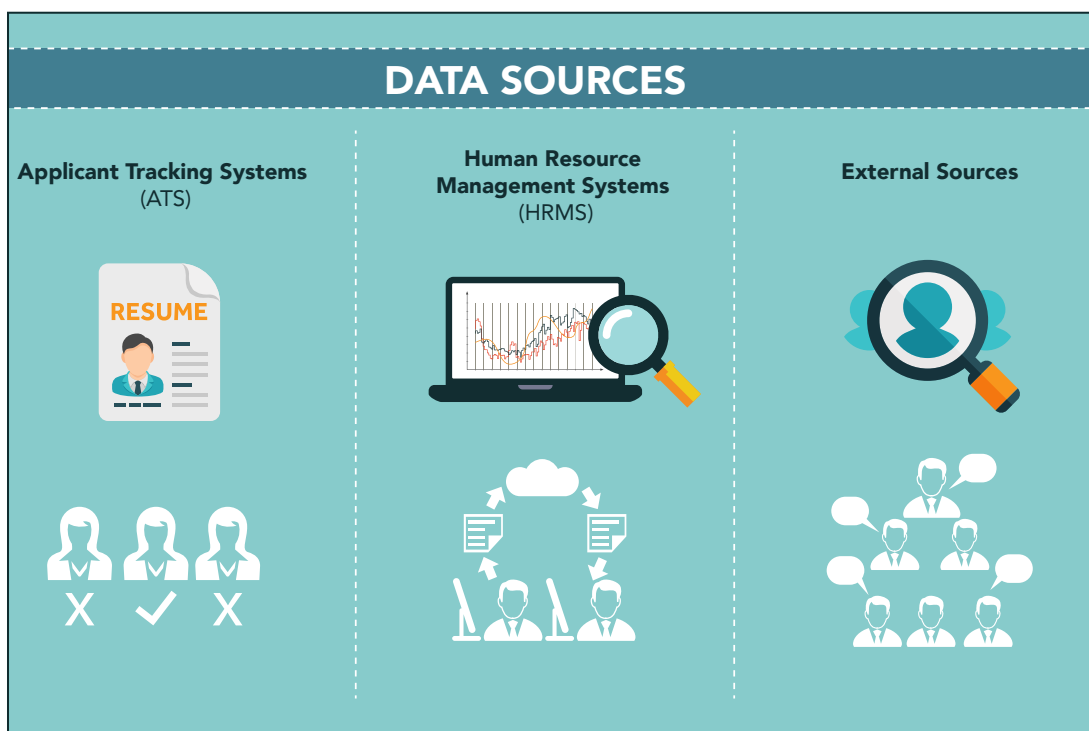 DATA SOURCES
Applicant Tracking Systems
(ATS)
Human Resource
Management Systems
(HRMS)
External Sources
RESUME
X
X